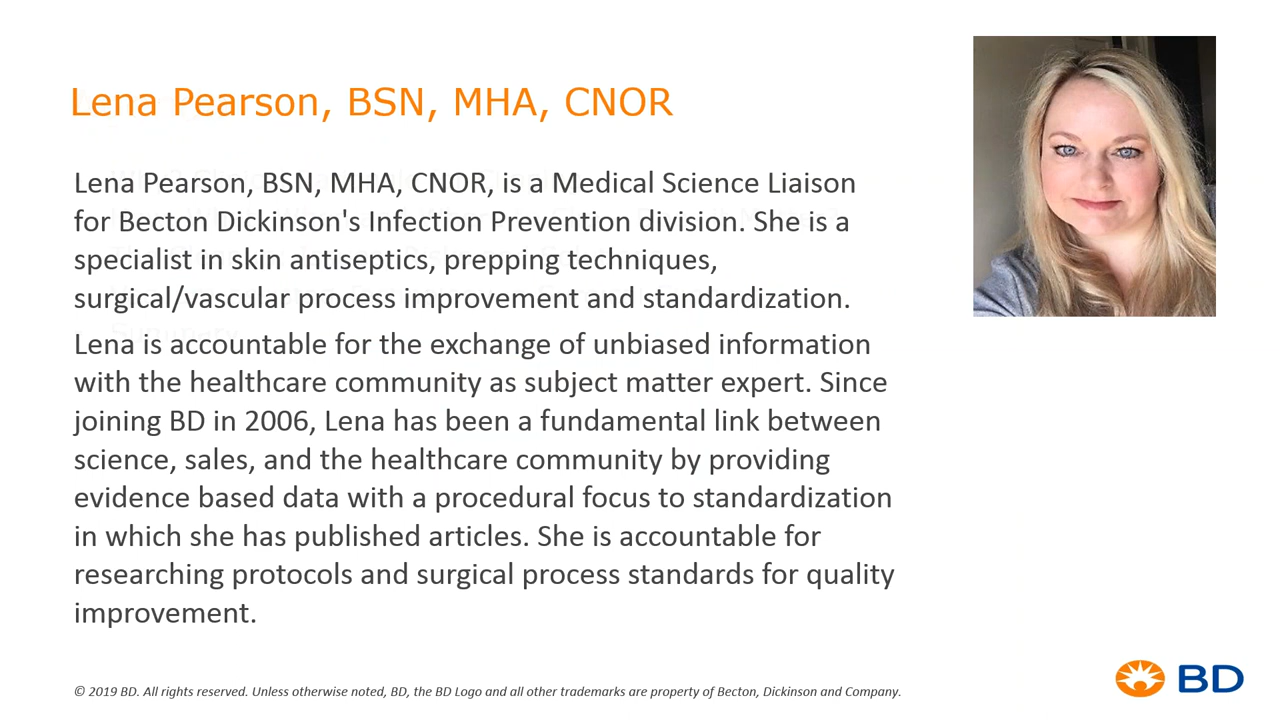 Lena Pearson, BSN, MHA, CNOR
Lena Pearson, BSN, MHA, CNOR, is a Medical Science Liaison
for Becton Dickinson's Infection Prevention division. She is a
specialist in skin antiseptics, prepping techniques,
surgical/vascular process improvement and standardization.
Lena is accountable for the exchange of unbiased information
with the healthcare community as subject matter expert. Since
joining BD in 2006, Lena has been a fundamental link between
science, sales, and the healthcare community by providing
evidence based data with a procedural focus to standardization
in which she has published articles. She is accountable for
researching protocols and surgical process standards for quality
improvement.
© 2019 BD. All rights reserved. Unless otherwise noted, BD, the BD Logo and all other trademarks are property of Becton, Dickinson and Company.
BD